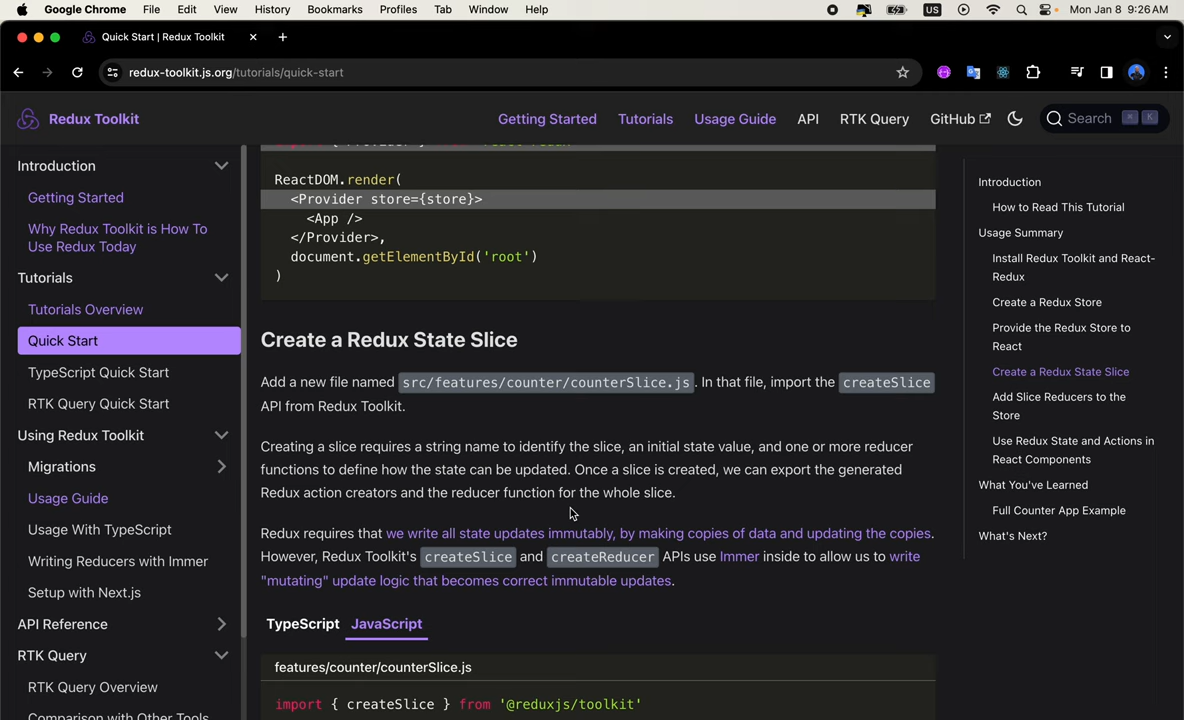 Google Chrome File Edit View History Bookmarks Profiles Tab Window Help US Mon Jan 8 9:26 AM
Quick Start | Redux Toolkit
redux-toolkit.js.org/tutorials/quick-start
Redux Toolkit Getting Started Tutorials Usage Guide API RTK Query GitHub Search ⌘ K
Introduction
Getting Started
Why Redux Toolkit is How To
Use Redux Today
Tutorials
Tutorials Overview
Quick Start
TypeScript Quick Start
RTK Query Quick Start
Using Redux Toolkit
Migrations
Usage Guide
Usage With TypeScript
Writing Reducers with Immer
Setup with Next.js
API Reference
RTK Query
RTK Query Overview
Comparison with Other Tools
ReactDOM.render(
<Provider store={store}>
<App />
</Provider>,
document.getElementById('root')
)
Create a Redux State Slice
Add a new file named src/features/counter/counterSlice.js. In that file, import the createSlice
API from Redux Toolkit.
Creating a slice requires a string name to identify the slice, an initial state value, and one or more reducer
functions to define how the state can be updated. Once a slice is created, we can export the generated
Redux action creators and the reducer function for the whole slice.
Redux requires that we write all state updates immutably, by making copies of data and updating the copies.
However, Redux Toolkit's createSlice and createReducer APIs use Immer inside to allow us to write
"mutating" update logic that becomes correct immutable updates.
TypeScript JavaScript
features/counter/counterSlice.js
import { createSlice } from '@reduxjs/toolkit'
Introduction
How to Read This Tutorial
Usage Summary
Install Redux Toolkit and React-
Redux
Create a Redux Store
Provide the Redux Store to
React
Create a Redux State Slice
Add Slice Reducers to the
Store
Use Redux State and Actions in
React Components
What You've Learned
Full Counter App Example
What's Next?